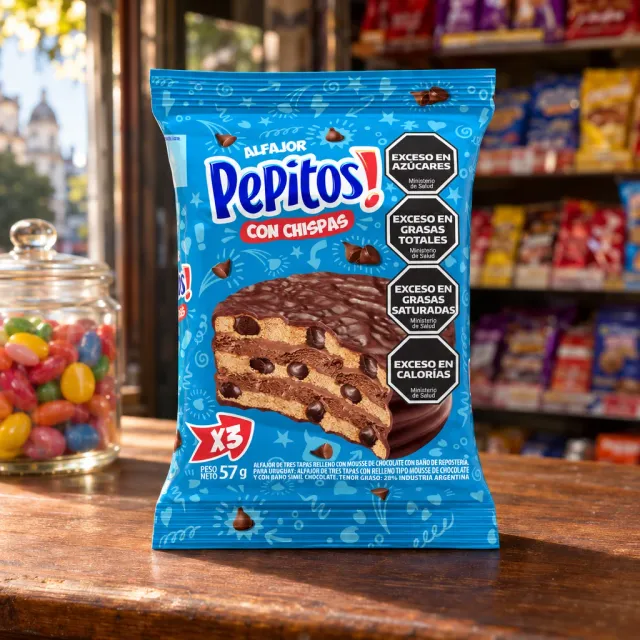 ALFAJOR
PePitos!
CON CHISPAS
EXCESO EN
AZÚCARES
Ministerio
de Salud
EXCESO EN
GRASAS
TOTALES
Ministerio
de Salud
EXCESO EN
GRASAS
SATURADAS
Ministerio
de Salud
EXCESO EN
CALORÍAS
Ministerio
de Salud
X3
PESO
NETO 57g
ALFAJOR DE TRES TAPAS RELLENO CON MOUSSE DE CHOCOLATE CON BAÑO DE REPOSTERIA.
PARA URUGUAY: ALFAJOR DE TRES TAPAS CON RELLENO TIPO MOUSSE DE CHOCOLATE
Y CON BAÑO SIMIL CHOCOLATE. TENOR GRASO: 28% INDUSTRIA ARGENTINA